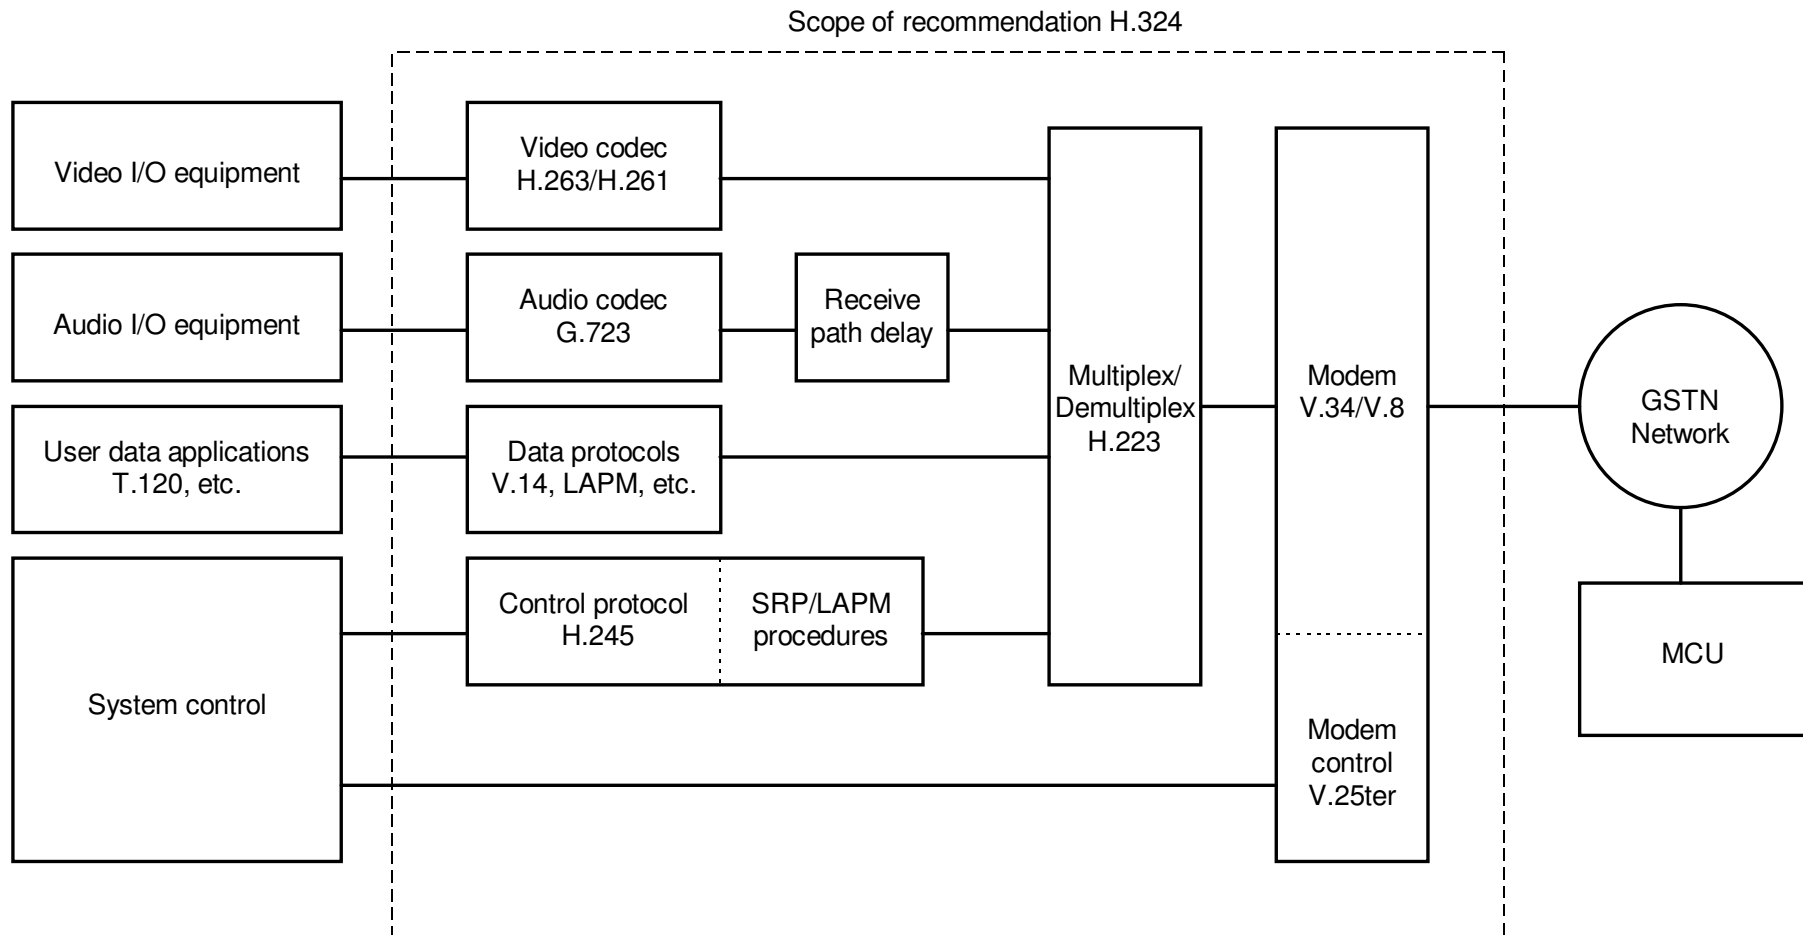 Scope of recommendation H.324
Video I/O equipment
Video codec
H.263/H.261
Audio I/O equipment
Audio codec
G.723
Receive
path delay
Multiplex/
Demultiplex
H.223
Modem
V.34/V.8
GSTN
Network
User data applications
T.120, etc.
Data protocols
V.14, LAPM, etc.
System control
Control protocol
H.245
SRP/LAPM
procedures
Modem
control
V.25ter
MCU